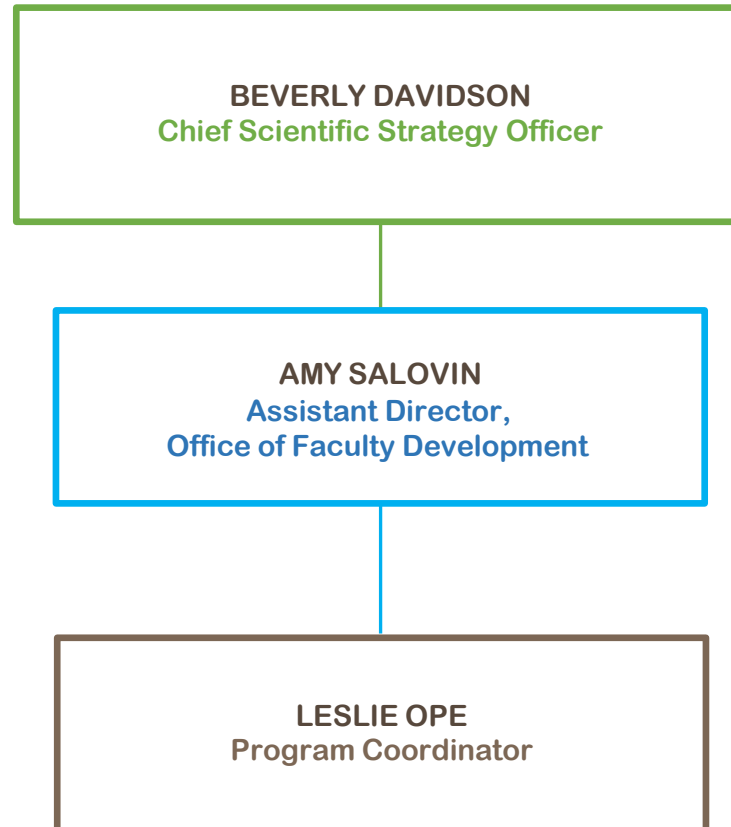 BEVERLY DAVIDSON
Chief Scientific Strategy Officer
AMY SALOVIN
Assistant Director,
Office of Faculty Development
LESLIE OPE
Program Coordinator